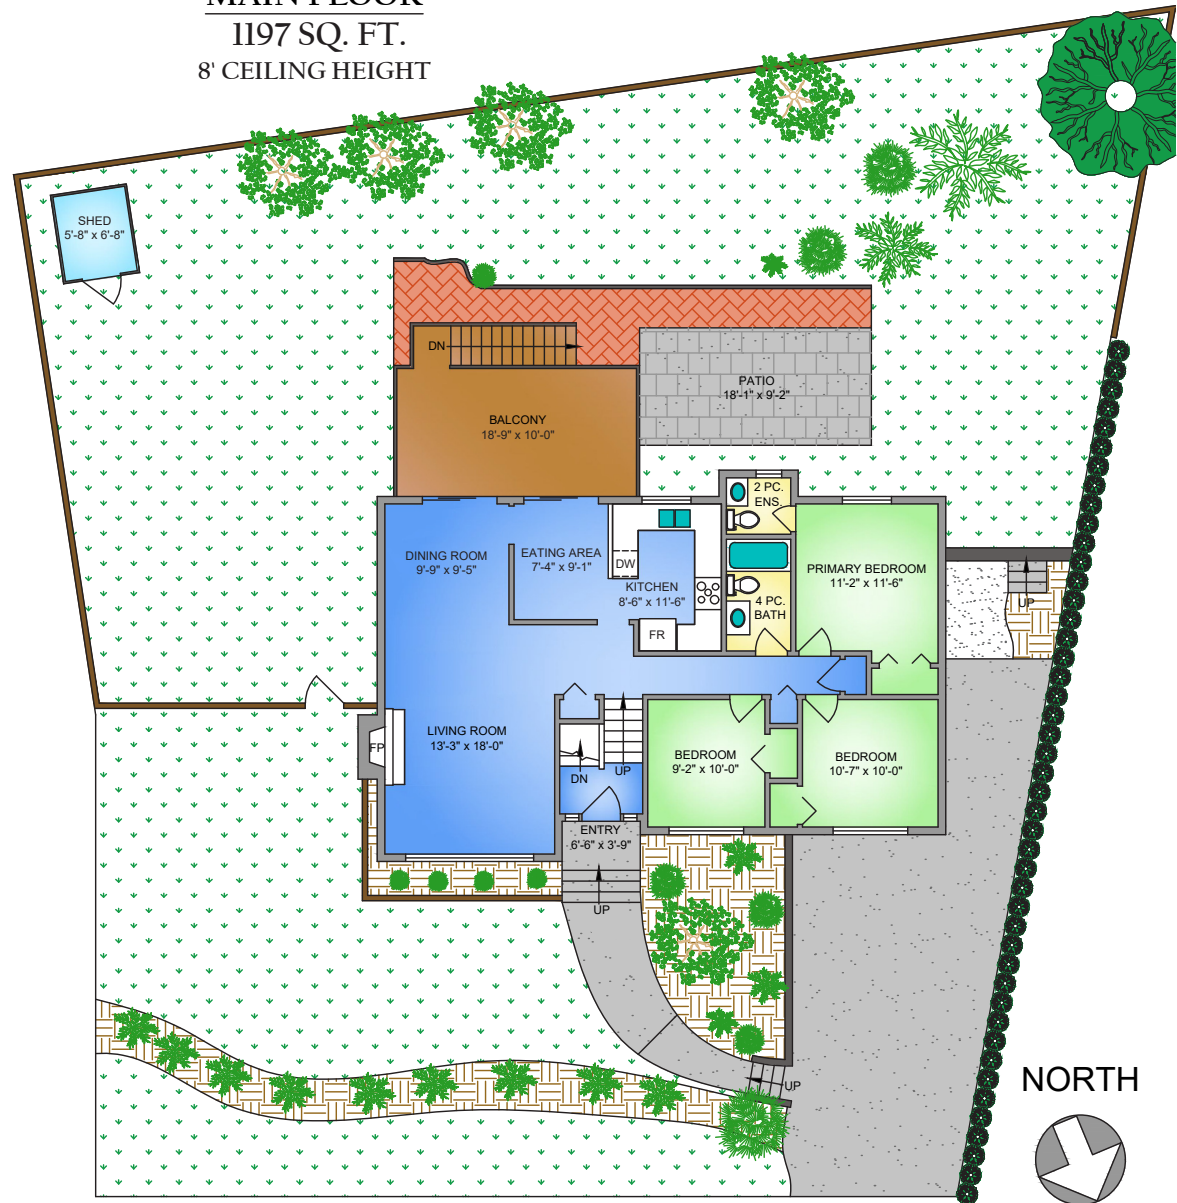 MAIN FLOOR
1197 SQ. FT.
8' CEILING HEIGHT
SHED
5'-8" x 6'-8"
DN
BALCONY
18'-9" x 10'-0"
PATIO
18'-1" x 9'-2"
2 PC.
ENS.
DINING ROOM
9'-9" x 9'-5"
EATING AREA
7'-4" x 9'-1"
DW
KITCHEN
8'-6" x 11'-6"
FR
4 PC.
BATH
PRIMARY BEDROOM
11'-2" x 11'-6"
UP
LIVING ROOM
13'-3" x 18'-0"
FP
DN
UP
BEDROOM
9'-2" x 10'-0"
BEDROOM
10'-7" x 10'-0"
ENTRY
6'-6" x 3'-9"
UP
UP
NORTH